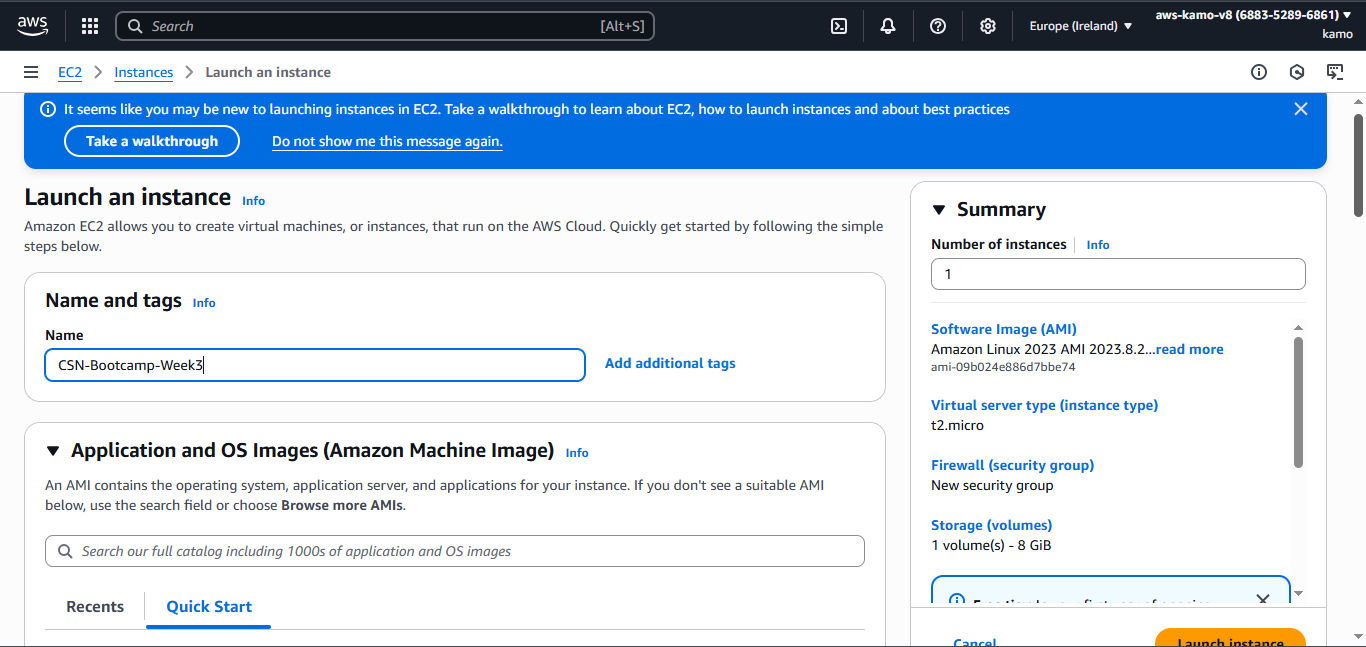 aws
Search [Alt+S]
Europe (Ireland)
aws-kamo-v8 (6883-5289-6861)
kamo
EC2 Instances Launch an instance
It seems like you may be new to launching instances in EC2. Take a walkthrough to learn about EC2, how to launch instances and about best practices
Take a walkthrough
Do not show me this message again.
Launch an instance Info
Amazon EC2 allows you to create virtual machines, or instances, that run on the AWS Cloud. Quickly get started by following the simple
steps below.
Name and tags Info
Name
CSN-Bootcamp-Week3
Add additional tags
Application and OS Images (Amazon Machine Image) Info
An AMI contains the operating system, application server, and applications for your instance. If you don't see a suitable AMI
below, use the search field or choose Browse more AMIs.
Search our full catalog including 1000s of application and OS images
Recents
Quick Start
Summary
Number of instances Info
1
Software Image (AMI)
Amazon Linux 2023 AMI 2023.8.2...read more
ami-09b024e886d7bbe74
Virtual server type (instance type)
t2.micro
Firewall (security group)
New security group
Storage (volumes)
1 volume(s) - 8 GiB
Cancel
Launch instance